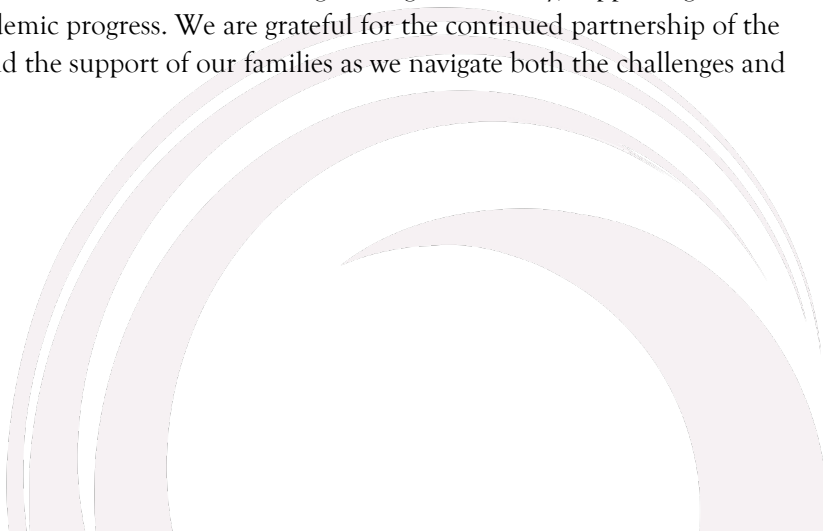 demic progress. We are grateful for the continued partnership of the
d the support of our families as we navigate both the challenges and